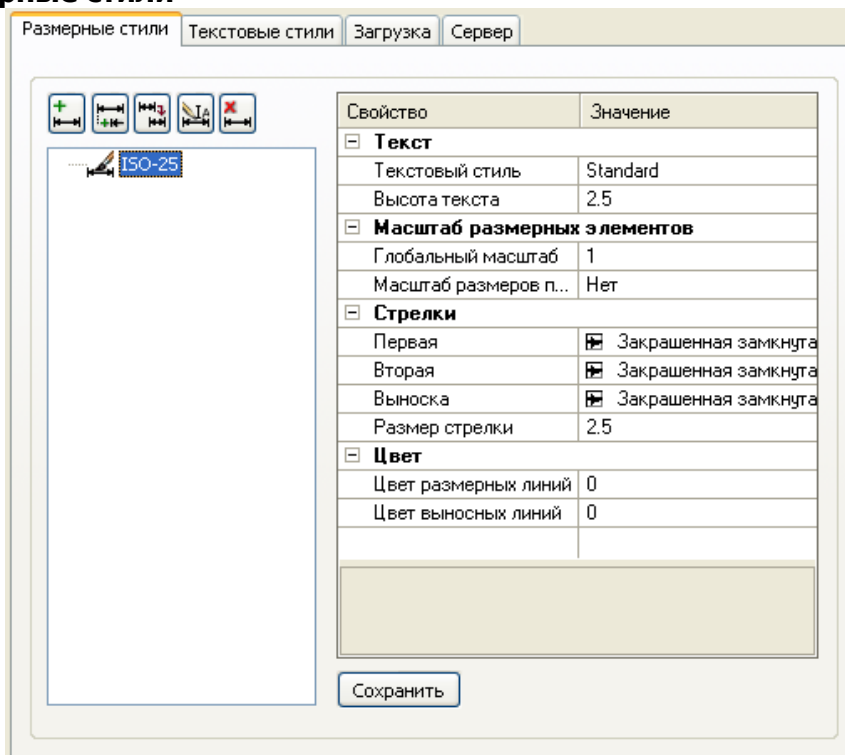 рные стили
Размерные стили Текстовые стили Загрузка Сервер
Свойство Значение
ISO-25
Текст
Текстовый стиль Standard
Высота текста 2.5
Масштаб размерных элементов
Глобальный масштаб 1
Масштаб размеров п... Нет
Стрелки
Первая Закрашенная замкнута
Вторая Закрашенная замкнута
Выноска Закрашенная замкнута
Размер стрелки 2.5
Цвет
Цвет размерных линий 0
Цвет выносных линий 0
Сохранить